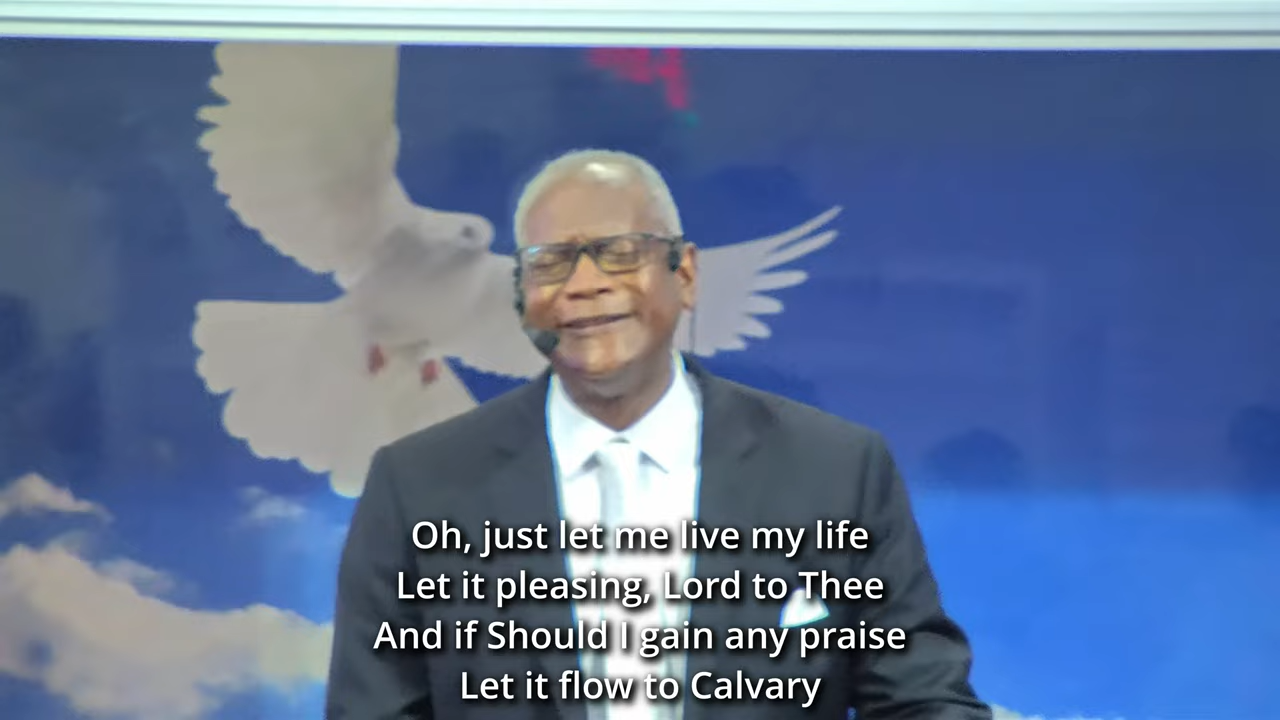 Oh, just let me live my life
Let it pleasing, Lord to Thee
And if Should I gain any praise
Let it flow to Calvary